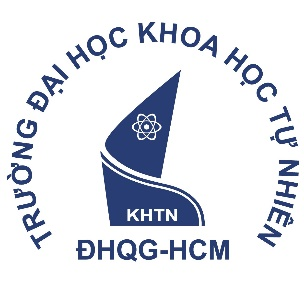 TRƯỜNG ĐẠI HỌC KHOA HỌC TỰ NHIÊN
KHTN
ĐHQG-HCM